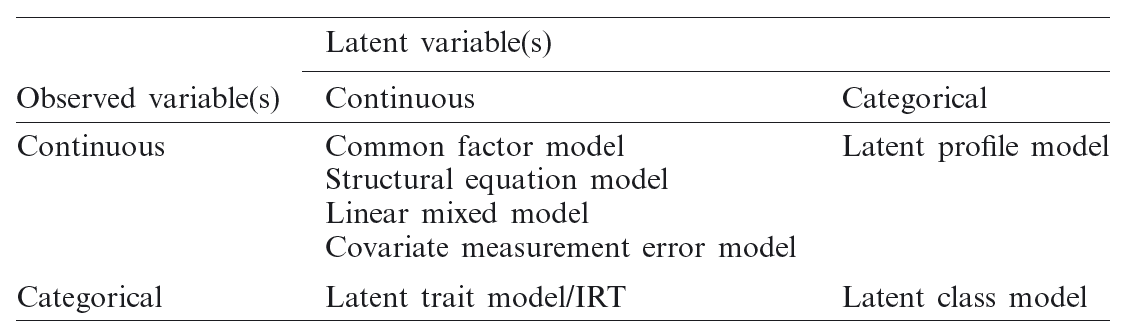 Latent variable(s)
Observed variable(s) Continuous Categorical
Continuous Common factor model Latent profile model
Structural equation model
Linear mixed model
Covariate measurement error model
Categorical Latent trait model/IRT Latent class model